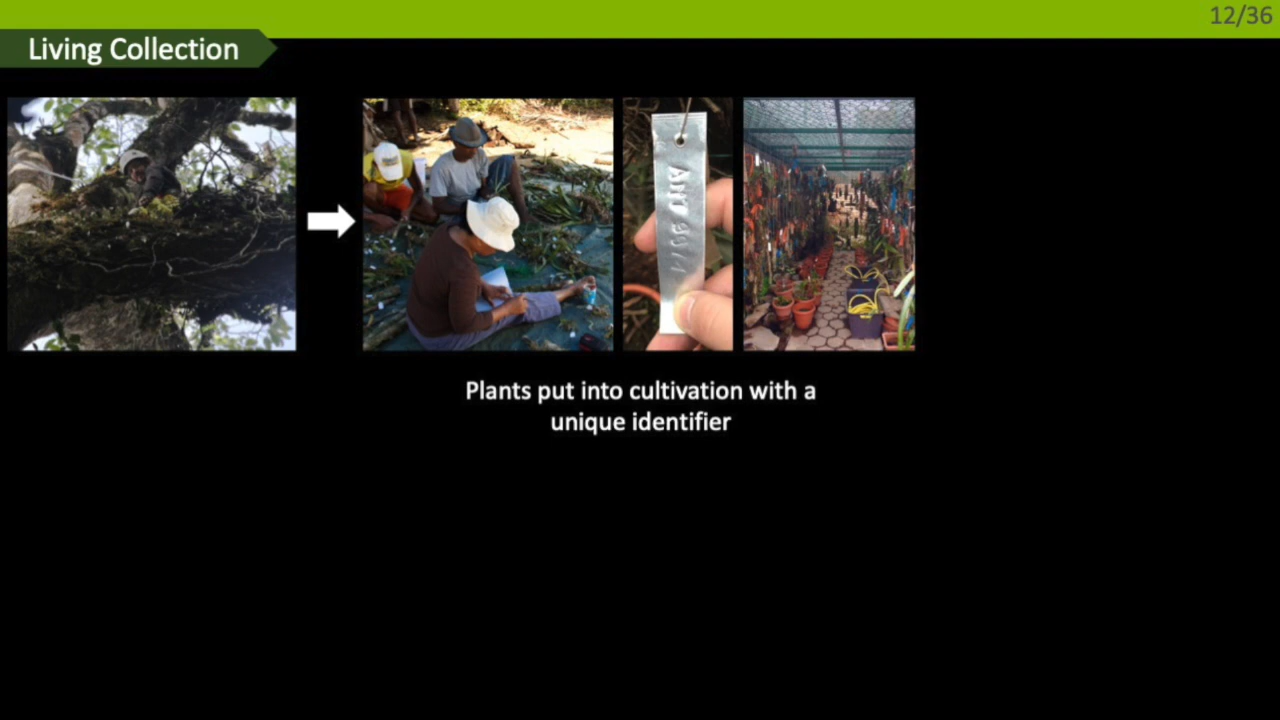 12/36
Living Collection
Plants put into cultivation with a
unique identifier